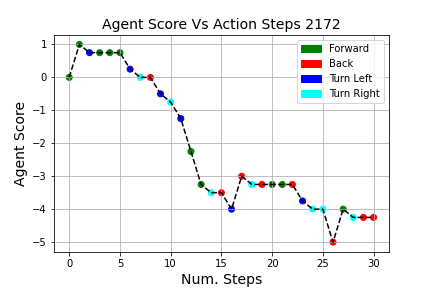 Agent Score Vs Action Steps 2172
Forward
Back
Turn Left
Turn Right
Agent Score
1
0
−1
−2
−3
−4
−5
0 5 10 15 20 25 30
Num. Steps